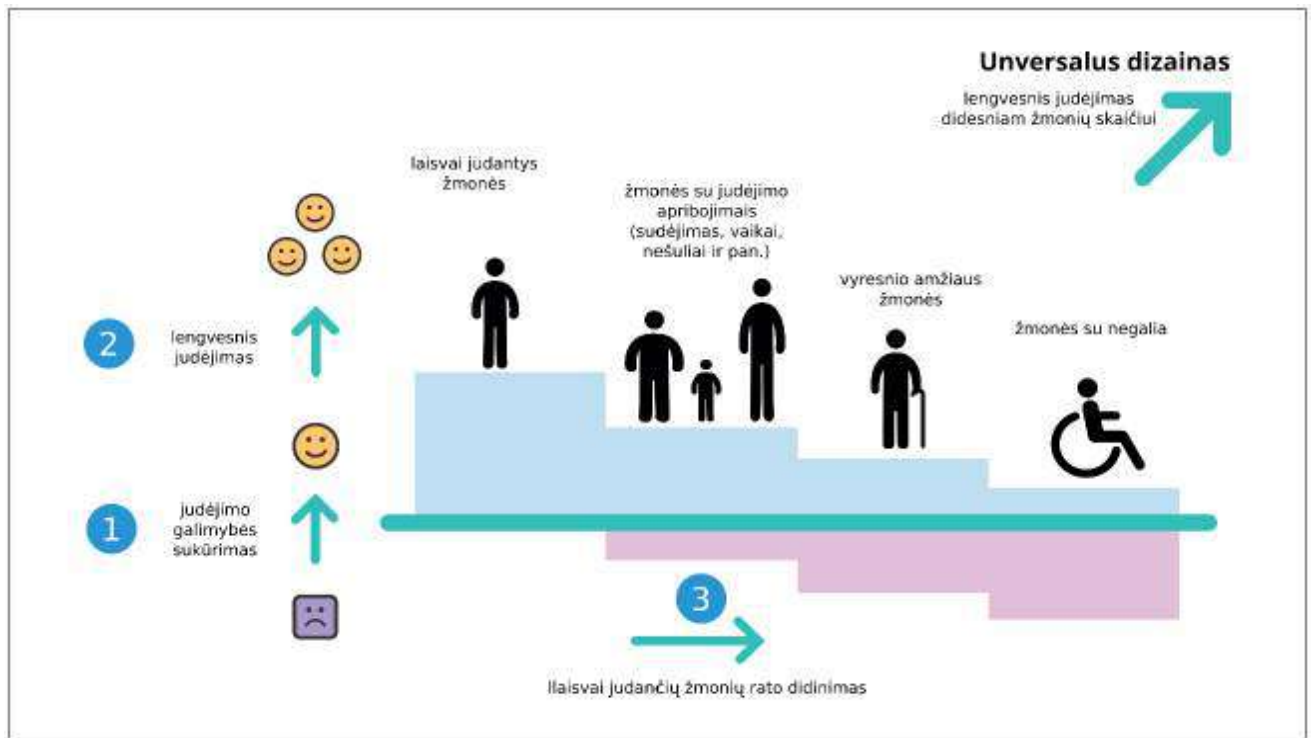 Unversalus dizainas
lengvesnis judėjimas
didesniam žmonių skaičiui
laisvai judantys
žmonės
žmonės su judėjimo
apribojimais
(sudėjimas, vaikai,
nešuliai ir pan.)
vyresnio amžiaus
žmonės
žmonės su negalia
2
lengvesnis
judėjimas
1
judėjimo
galimybės
sukūrimas
3
llaisvai judančių žmonių rato didinimas